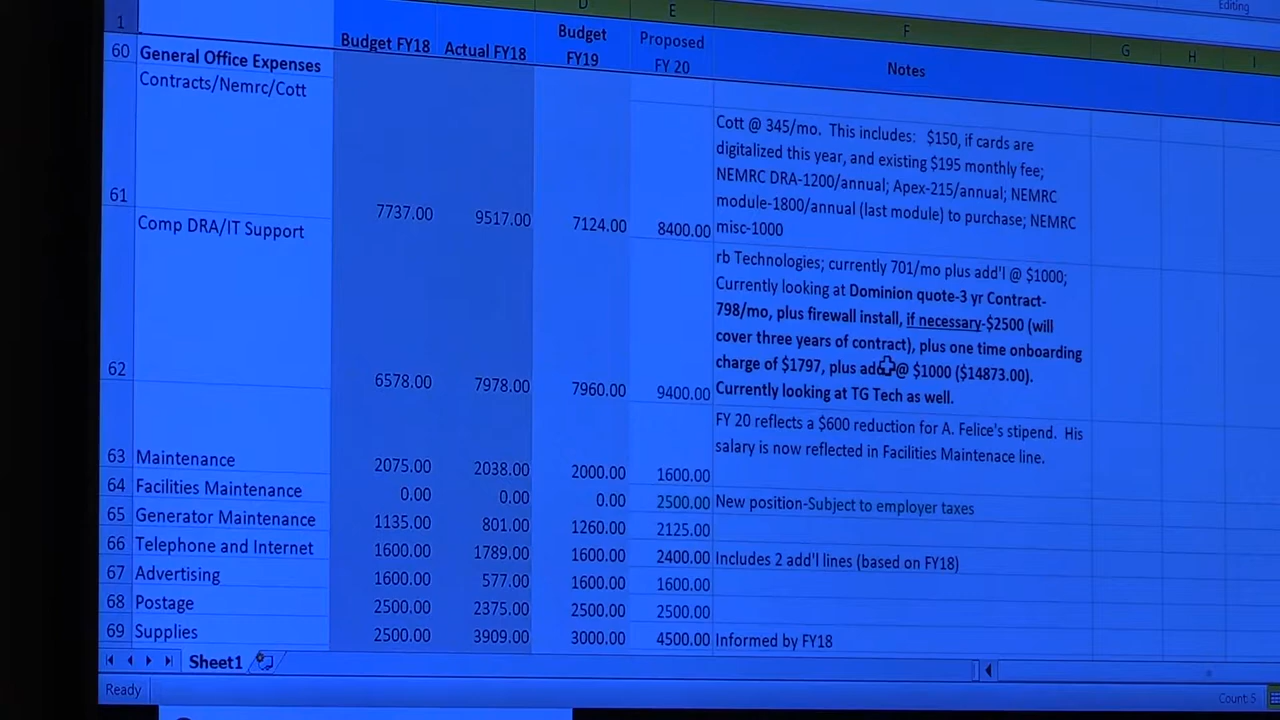 Editing
D E F G H I
1 Budget FY18 Actual FY18 Budget FY19 Proposed FY 20 Notes
60 General Office Expenses
61 Contracts/Nemrc/Cott 7737.00 9517.00 7124.00 8400.00
Cott @ 345/mo. This includes: $150, if cards are
digitalized this year, and existing $195 monthly fee;
NEMRC DRA-1200/annual; Apex-215/annual; NEMRC
module-1800/annual (last module) to purchase; NEMRC
misc-1000
62 Comp DRA/IT Support 6578.00 7978.00 7960.00 9400.00
rb Technologies; currently 701/mo plus add'l @ $1000;
Currently looking at Dominion quote-3 yr Contract-
798/mo, plus firewall install, if necessary-$2500 (will
cover three years of contract), plus one time onboarding
charge of $1797, plus @ $1000 ($14873.00).
Currently looking at TG Tech as well.
63 Maintenance 2075.00 2038.00 2000.00 1600.00
FY 20 reflects a $600 reduction for A. Felice's stipend. His
salary is now reflected in Facilities Maintenace line.
64 Facilities Maintenance 0.00 0.00 0.00 2500.00 New position-Subject to employer taxes
65 Generator Maintenance 1135.00 801.00 1260.00 2125.00
66 Telephone and Internet 1600.00 1789.00 1600.00 2400.00 Includes 2 add'l lines (based on FY18)
67 Advertising 1600.00 577.00 1600.00 1600.00
68 Postage 2500.00 2375.00 2500.00 2500.00
69 Supplies 2500.00 3909.00 3000.00 4500.00 Informed by FY18
Sheet1
Ready
Count: 5